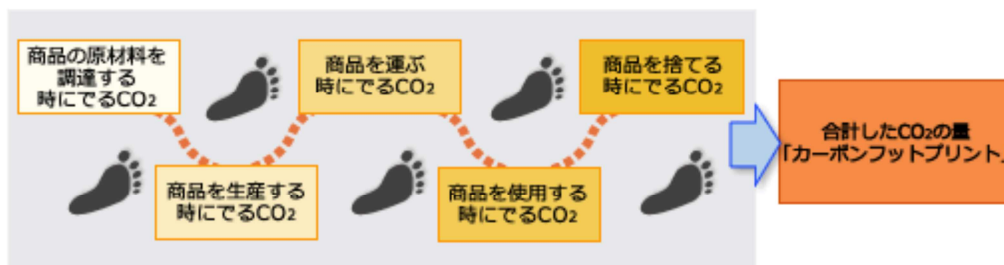 商品の原材料を
調達する
時にでるCO₂
商品を生産する
時にでるCO₂
商品を運ぶ
時にでるCO₂
商品を使用する
時にでるCO₂
商品を捨てる
時にでるCO₂
合計したCO₂の量
「カーボンフットプリント」